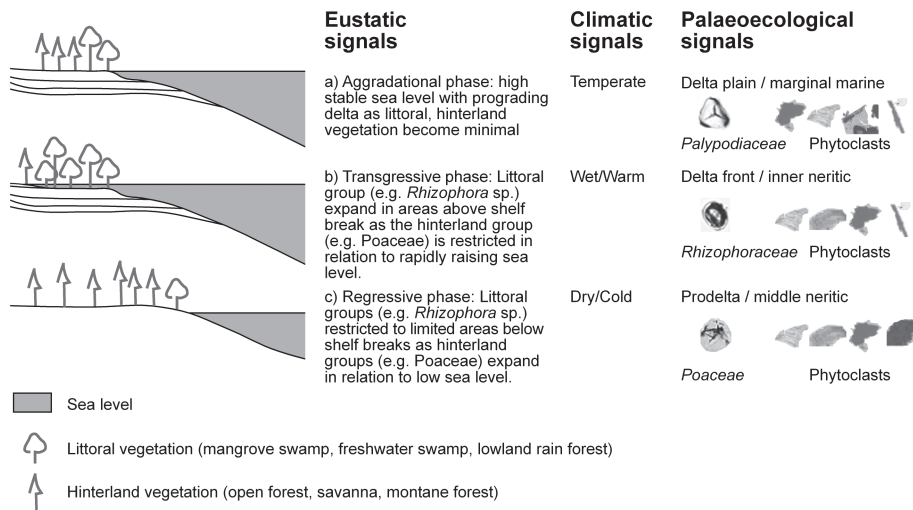 Eustatic
signals
Climatic
signals
Palaeoecological
signals
a) Aggradational phase: high
stable sea level with prograding
delta as littoral, hinterland
vegetation become minimal
Temperate
Delta plain / marginal marine
Palypodiaceae
Phytoclasts
b) Transgressive phase: Littoral
group (e.g. Rhizophora sp.)
expand in areas above shelf
break as the hinterland group
(e.g. Poaceae) is restricted in
relation to rapidly raising sea
level.
Wet/Warm
Delta front / inner neritic
Rhizophoraceae
Phytoclasts
c) Regressive phase: Littoral
groups (e.g. Rhizophora sp.)
restricted to limited areas below
shelf breaks as hinterland
groups (e.g. Poaceae) expand
in relation to low sea level.
Dry/Cold
Prodelta / middle neritic
Poaceae
Phytoclasts
Sea level
Littoral vegetation (mangrove swamp, freshwater swamp, lowland rain forest)
Hinterland vegetation (open forest, savanna, montane forest)